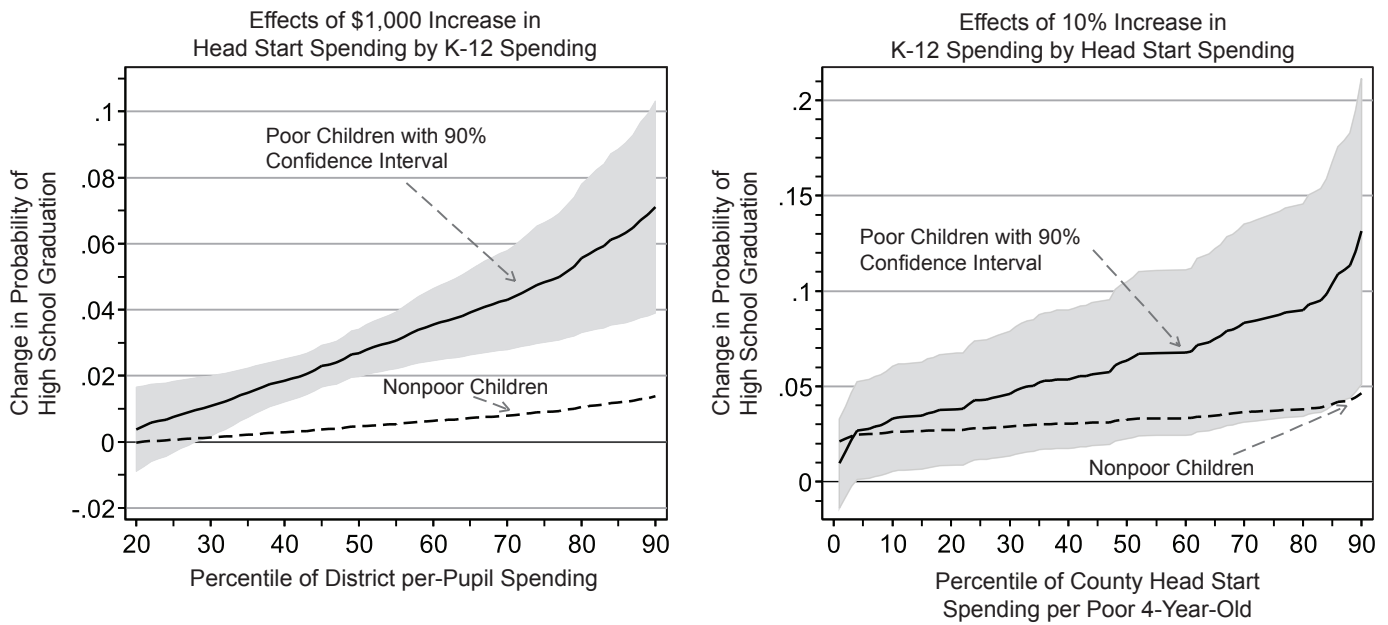 Effects of $1,000 Increase in
Head Start Spending by K-12 Spending
Change in Probability of
High School Graduation
.1
.08
.06
.04
.02
0
-.02
Poor Children with 90%
Confidence Interval
Nonpoor Children
20 30 40 50 60 70 80 90
Percentile of District per-Pupil Spending
Effects of 10% Increase in
K-12 Spending by Head Start Spending
Change in Probability of
High School Graduation
.2
.15
.1
.05
0
Poor Children with 90%
Confidence Interval
Nonpoor Children
0 10 20 30 40 50 60 70 80 90
Percentile of County Head Start
Spending per Poor 4-Year-Old